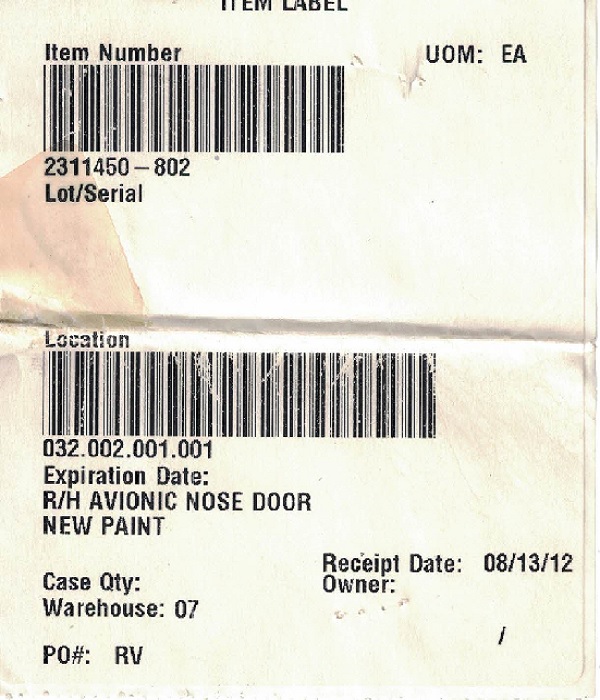 ITEM LABEL
Item Number UOM: EA
2311450-802
Lot/Serial
Location
032.002.001.001
Expiration Date:
R/H AVIONIC NOSE DOOR
NEW PAINT
Receipt Date: 08/13/12
Case Qty: Owner:
Warehouse: 07
/
PO#: RV